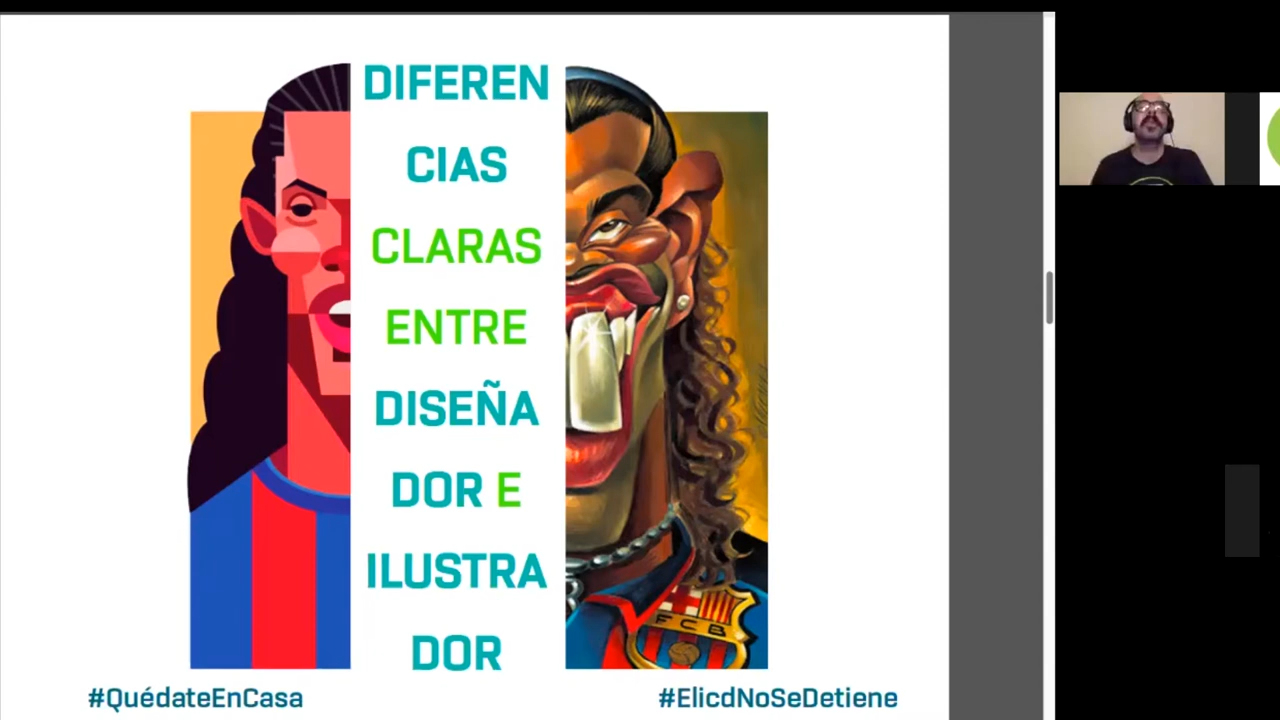 DIFEREN
CIAS
CLARAS
ENTRE
DISEÑA
DOR E
ILUSTRA
DOR
FCB
#QuédateEnCasa
#ElicdNoSeDetiene